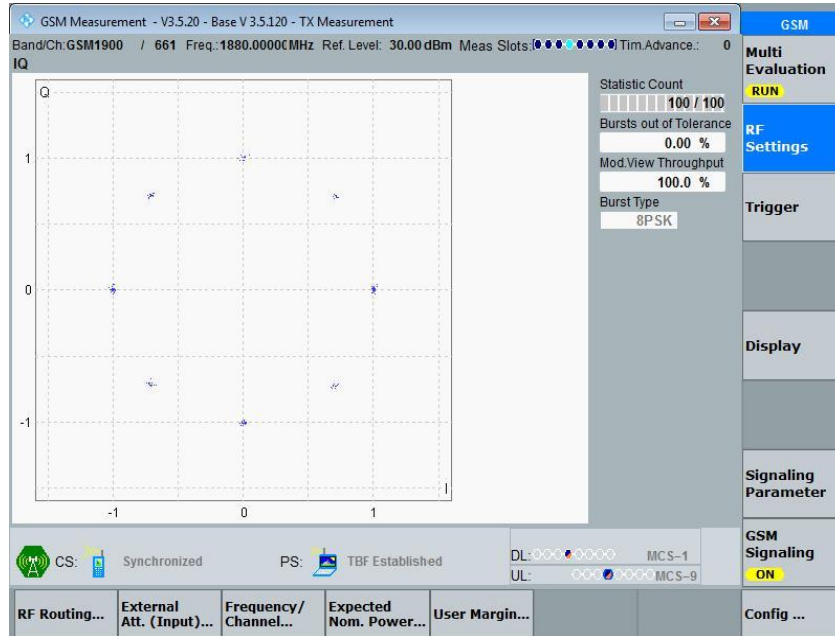 GSM Measurement - V3.5.20 - Base V 3.5.120 - TX Measurement
GSM
Band/Ch:GSM1900 / 661 Freq.:1880.0000 MHz Ref. Level: 30.00 dBm Meas Slots: Tim.Advance.: 0
IQ
Multi
Evaluation
RUN
Q
Statistic Count
100 / 100
Bursts out of Tolerance
0.00 %
Mod.View Throughput
100.0 %
Burst Type
8PSK
RF
Settings
Trigger
Display
Signaling
Parameter
GSM
Signaling
ON
1
0
-1
I
-1 0 1
CS: Synchronized PS: TBF Established
DL: MCS-1
UL: MCS-9
RF Routing...
External
Att. (Input)...
Frequency/
Channel...
Expected
Nom. Power...
User Margin...
Config ...